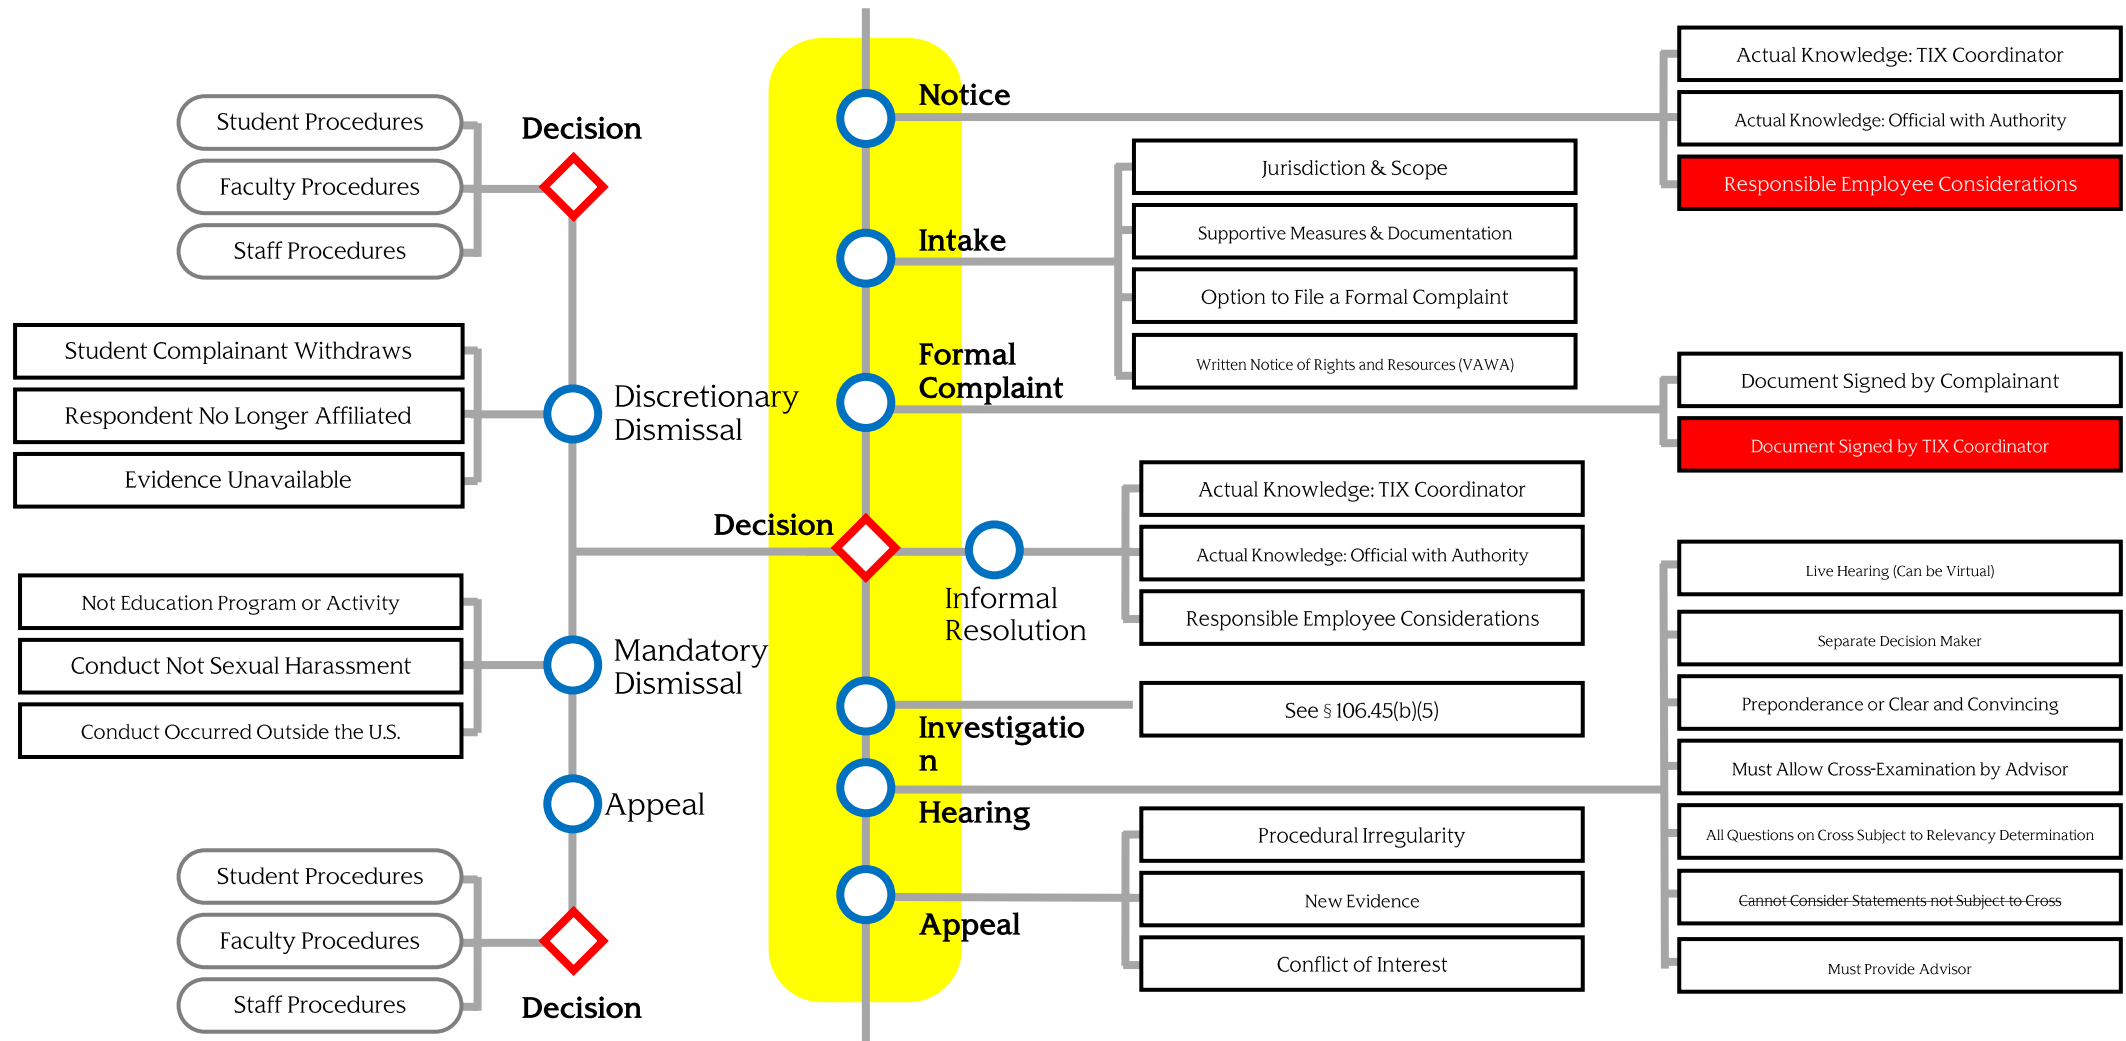 Student Procedures
Faculty Procedures
Staff Procedures
Decision
Student Complainant Withdraws
Respondent No Longer Affiliated
Evidence Unavailable
Discretionary
Dismissal
Not Education Program or Activity
Conduct Not Sexual Harassment
Conduct Occurred Outside the U.S.
Mandatory
Dismissal
Appeal
Student Procedures
Faculty Procedures
Staff Procedures
Decision
Notice
Actual Knowledge: TIX Coordinator
Actual Knowledge: Official with Authority
Responsible Employee Considerations
Intake
Jurisdiction & Scope
Supportive Measures & Documentation
Option to File a Formal Complaint
Written Notice of Rights and Resources (VAWA)
Formal
Complaint
Document Signed by Complainant
Document Signed by TIX Coordinator
Decision
Informal
Resolution
Actual Knowledge: TIX Coordinator
Actual Knowledge: Official with Authority
Responsible Employee Considerations
Investigatio
n
See § 106.45(b)(5)
Hearing
Live Hearing (Can be Virtual)
Separate Decision Maker
Preponderance or Clear and Convincing
Must Allow Cross-Examination by Advisor
All Questions on Cross Subject to Relevancy Determination
Cannot Consider Statements not Subject to Cross
Must Provide Advisor
Appeal
Procedural Irregularity
New Evidence
Conflict of Interest